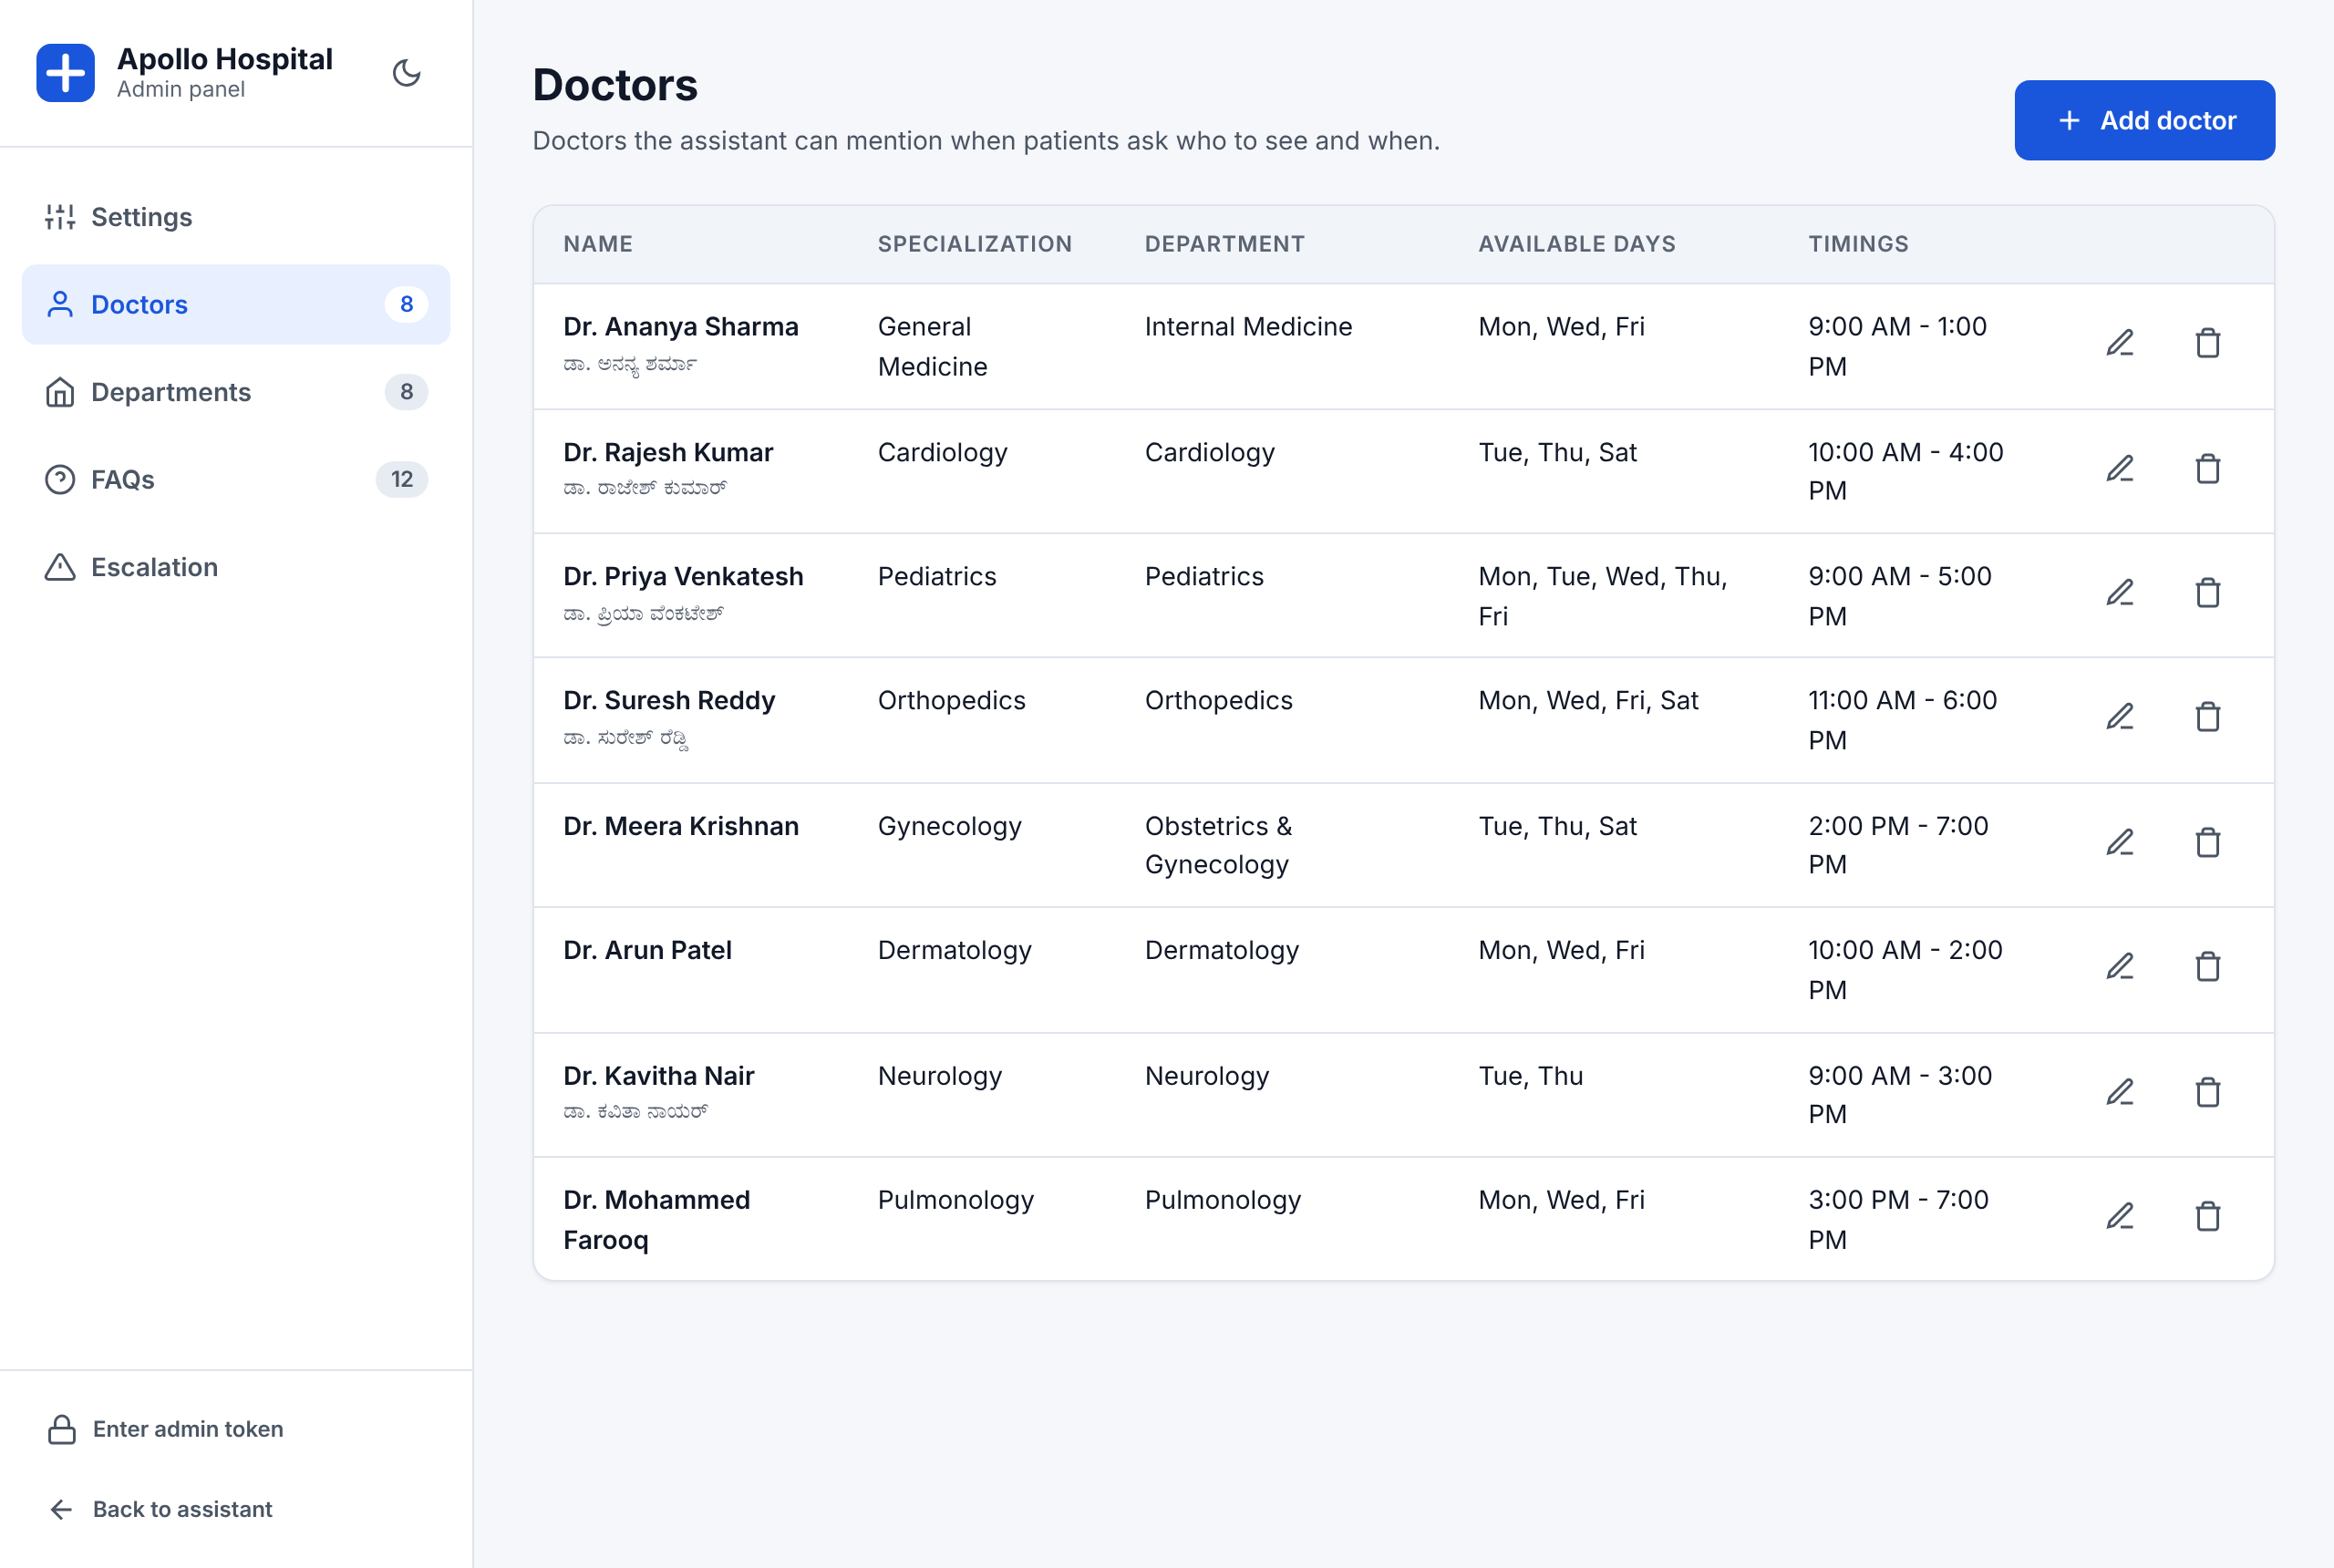 Apollo Hospital
Admin panel
Settings
Doctors 8
Departments 8
FAQs 12
Escalation
Enter admin token
Back to assistant
Doctors
Doctors the assistant can mention when patients ask who to see and when.
Add doctor
NAME SPECIALIZATION DEPARTMENT AVAILABLE DAYS TIMINGS
Dr. Ananya Sharma General Internal Medicine Mon, Wed, Fri 9:00 AM - 1:00
ಡಾ. ಅನನ್ಯ ಶರ್ಮಾ Medicine PM
Dr. Rajesh Kumar Cardiology Cardiology Tue, Thu, Sat 10:00 AM - 4:00
ಡಾ. ರಾಜೇಶ್ ಕುಮಾರ್ PM
Dr. Priya Venkatesh Pediatrics Pediatrics Mon, Tue, Wed, Thu, 9:00 AM - 5:00
ಡಾ. ಪ್ರಿಯಾ ವೆಂಕಟೇಶ್ Fri PM
Dr. Suresh Reddy Orthopedics Orthopedics Mon, Wed, Fri, Sat 11:00 AM - 6:00
ಡಾ. ಸುರೇಶ್ ರೆಡ್ಡಿ PM
Dr. Meera Krishnan Gynecology Obstetrics & Tue, Thu, Sat 2:00 PM - 7:00
Gynecology PM
Dr. Arun Patel Dermatology Dermatology Mon, Wed, Fri 10:00 AM - 2:00
PM
Dr. Kavitha Nair Neurology Neurology Tue, Thu 9:00 AM - 3:00
ಡಾ. ಕವಿತಾ ನಾಯರ್ PM
Dr. Mohammed Pulmonology Pulmonology Mon, Wed, Fri 3:00 PM - 7:00
Farooq PM